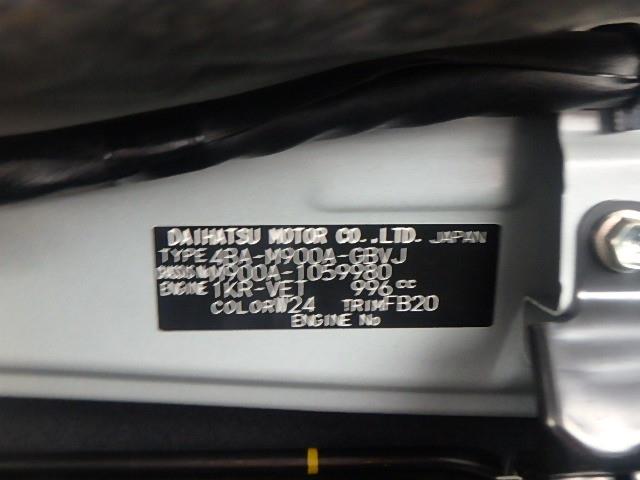 DAIHATSU MOTOR CO.,LTD. JAPAN
TYPE 4BA-M900A-GBVJ
CHASSIS No M900A-1059980
ENGINE 1KR-VET 996cc
COLOR W24 TRIM FB20
ENGINE No